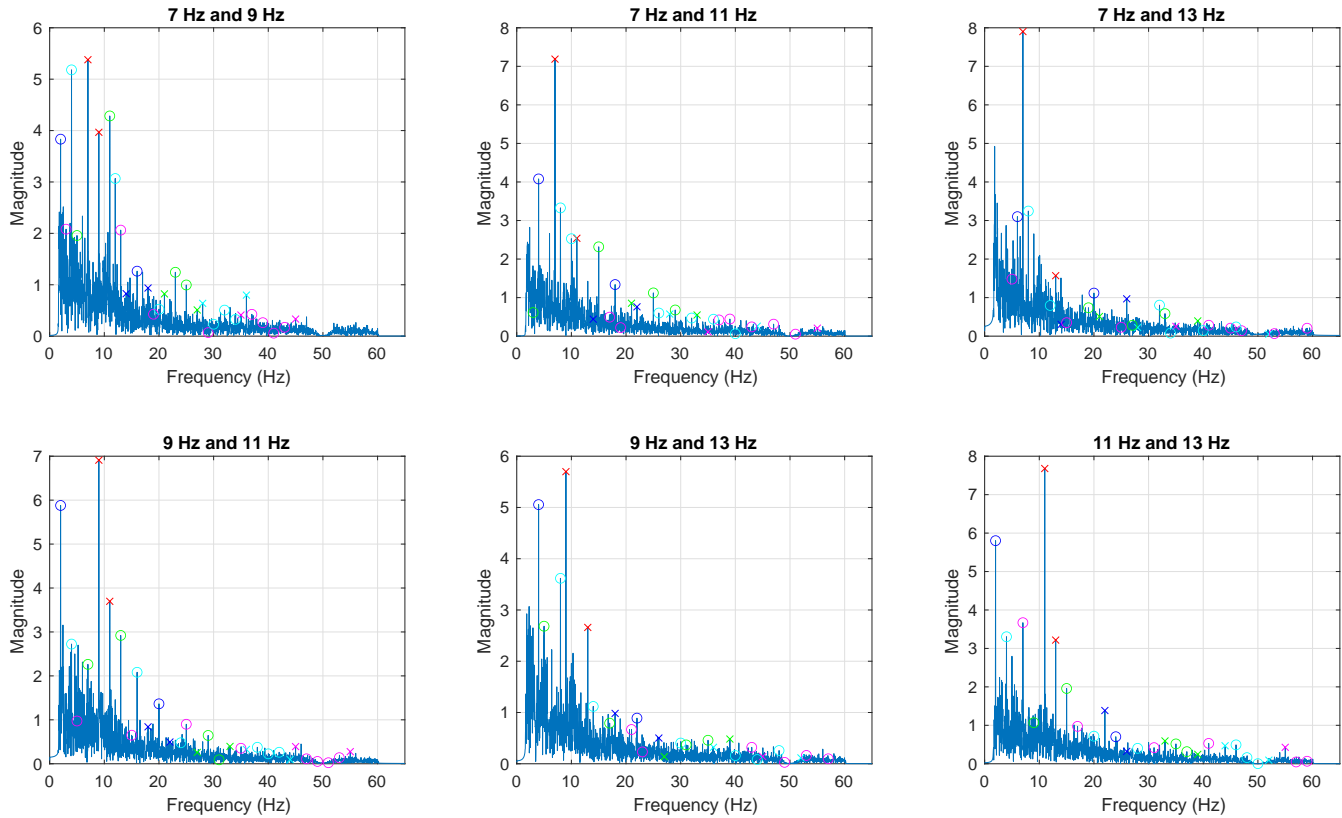 7 Hz and 9 Hz
6
5
4
3
2
1
0
Magnitude
0 10 20 30 40 50 60
Frequency (Hz)
7 Hz and 11 Hz
8
7
6
5
4
3
2
1
0
Magnitude
0 10 20 30 40 50 60
Frequency (Hz)
7 Hz and 13 Hz
8
7
6
5
4
3
2
1
0
Magnitude
0 10 20 30 40 50 60
Frequency (Hz)
9 Hz and 11 Hz
7
6
5
4
3
2
1
0
Magnitude
0 10 20 30 40 50 60
Frequency (Hz)
9 Hz and 13 Hz
6
5
4
3
2
1
0
Magnitude
0 10 20 30 40 50 60
Frequency (Hz)
11 Hz and 13 Hz
8
7
6
5
4
3
2
1
0
Magnitude
0 10 20 30 40 50 60
Frequency (Hz)